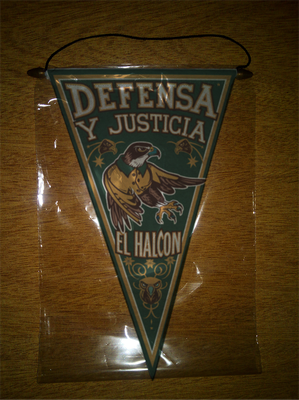 DEFENSA
Y JUSTICIA
EL HALCON